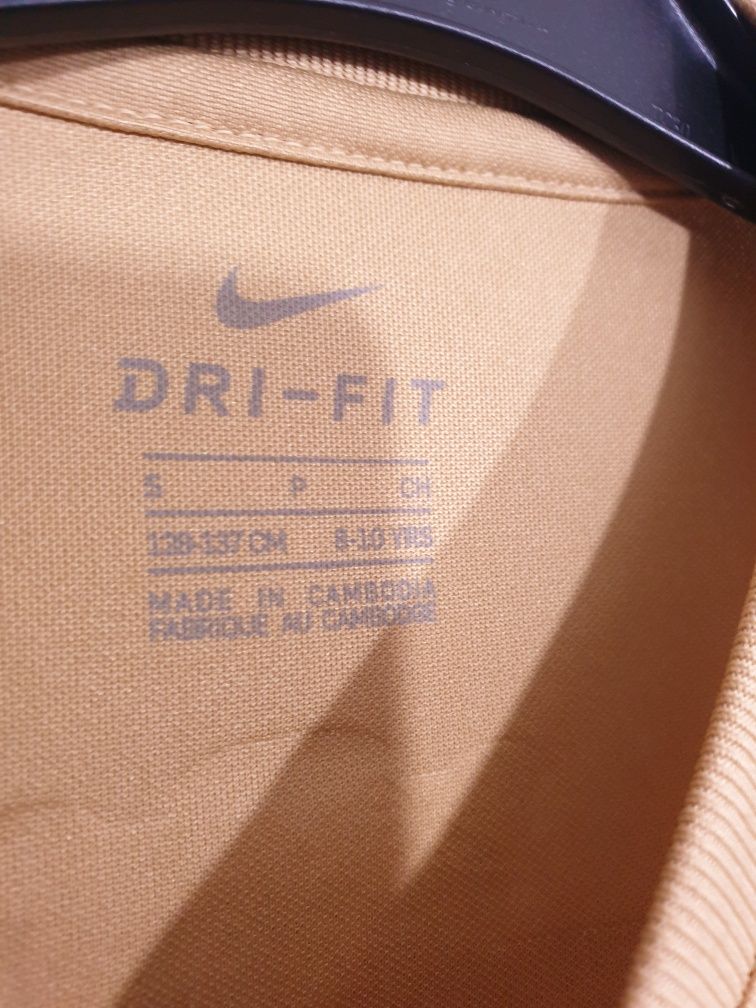 DRI-FIT
S P CH
128-137 CM 8-10 YRS
MADE IN CAMBODIA
FABRIQUE AU CAMBODGE